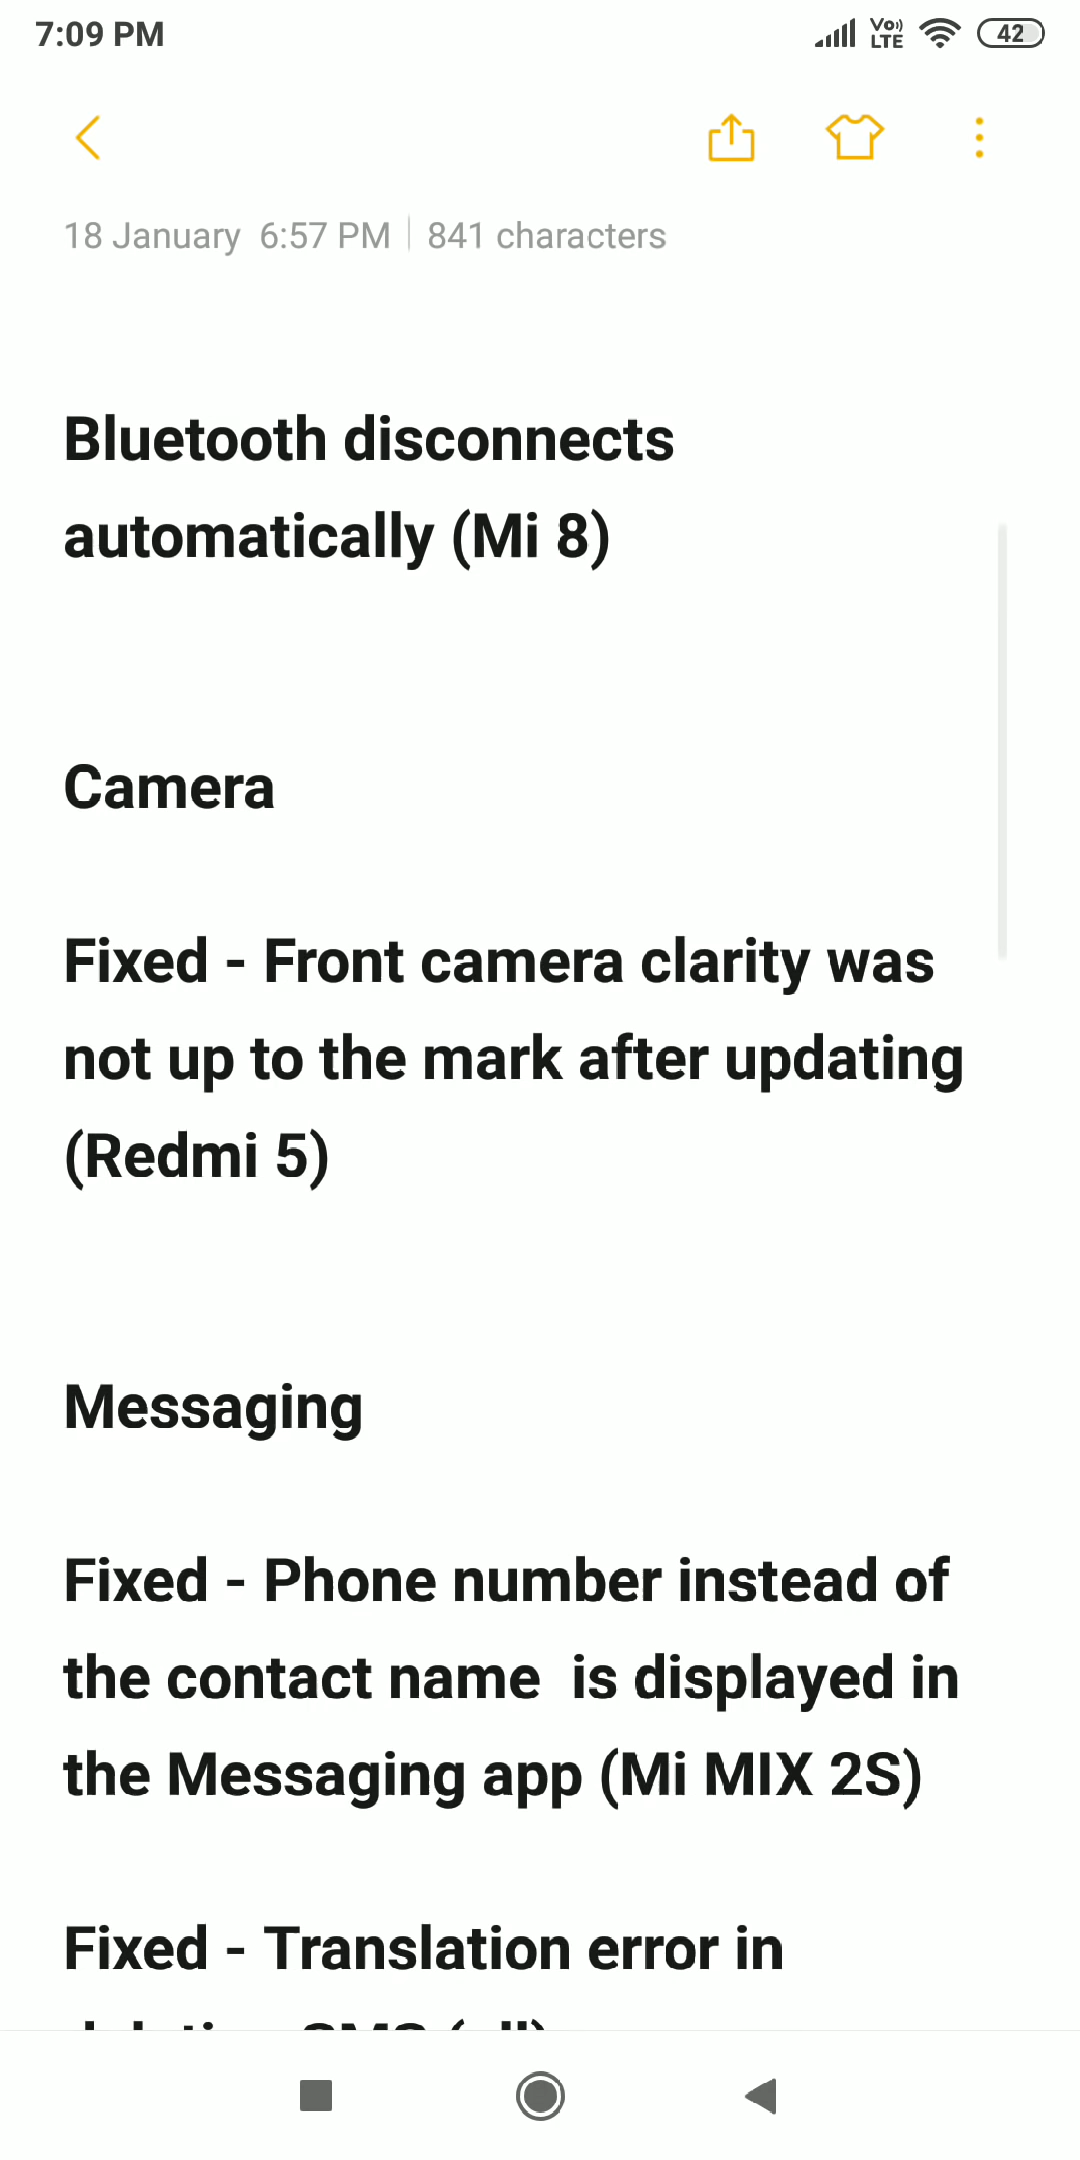 7:09 PM
Vo)) LTE
42
18 January 6:57 PM | 841 characters
Bluetooth disconnects
automatically (Mi 8)
Camera
Fixed - Front camera clarity was
not up to the mark after updating
(Redmi 5)
Messaging
Fixed - Phone number instead of
the contact name  is displayed in
the Messaging app (Mi MIX 2S)
Fixed - Translation error in